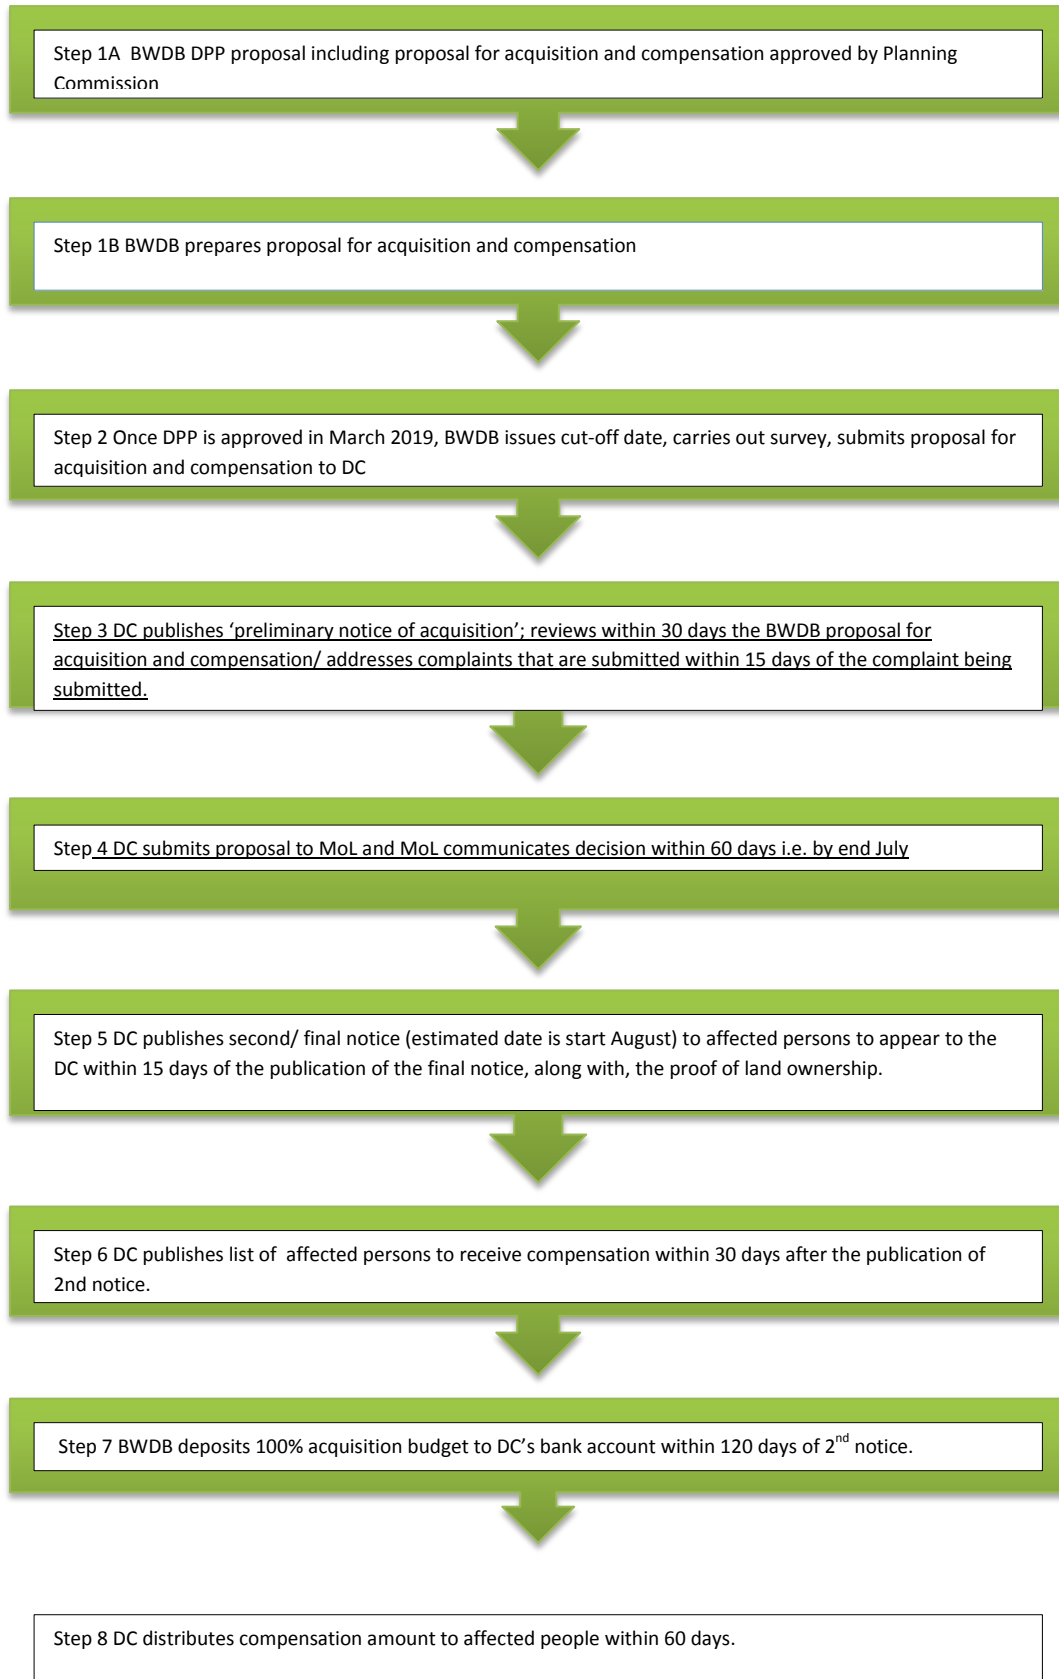 Step 1A  BWDB DPP proposal including proposal for acquisition and compensation approved by Planning
Commission
Step 1B BWDB prepares proposal for acquisition and compensation
Step 2 Once DPP is approved in March 2019, BWDB issues cut-off date, carries out survey, submits proposal for
acquisition and compensation to DC
Step 3 DC publishes ‘preliminary notice of acquisition’; reviews within 30 days the BWDB proposal for
acquisition and compensation/ addresses complaints that are submitted within 15 days of the complaint being
submitted.
Step 4 DC submits proposal to MoL and MoL communicates decision within 60 days i.e. by end July
Step 5 DC publishes second/ final notice (estimated date is start August) to affected persons to appear to the
DC within 15 days of the publication of the final notice, along with, the proof of land ownership.
Step 6 DC publishes list of  affected persons to receive compensation within 30 days after the publication of
2nd notice.
Step 7 BWDB deposits 100% acquisition budget to DC’s bank account within 120 days of 2nd notice.
Step 8 DC distributes compensation amount to affected people within 60 days.